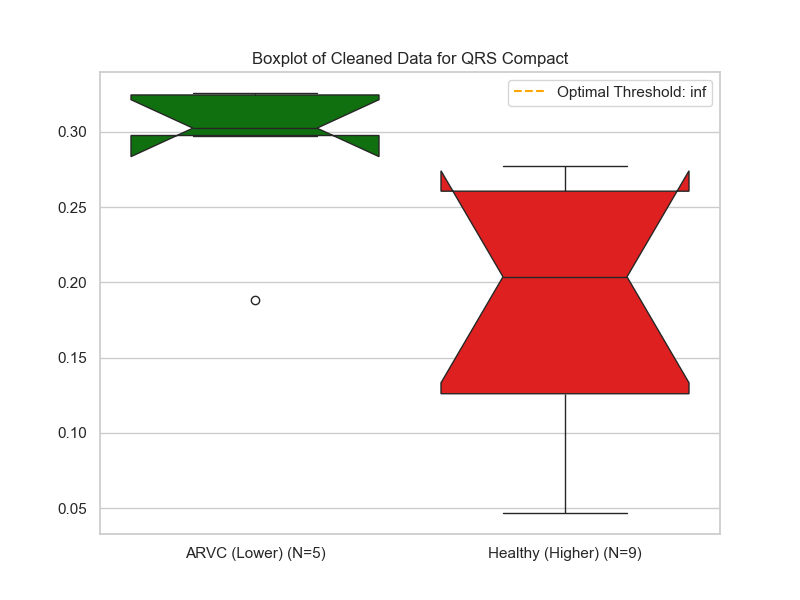 Boxplot of Cleaned Data for QRS Compact
Optimal Threshold: inf
0.30
0.25
0.20
0.15
0.10
0.05
ARVC (Lower) (N=5)
Healthy (Higher) (N=9)